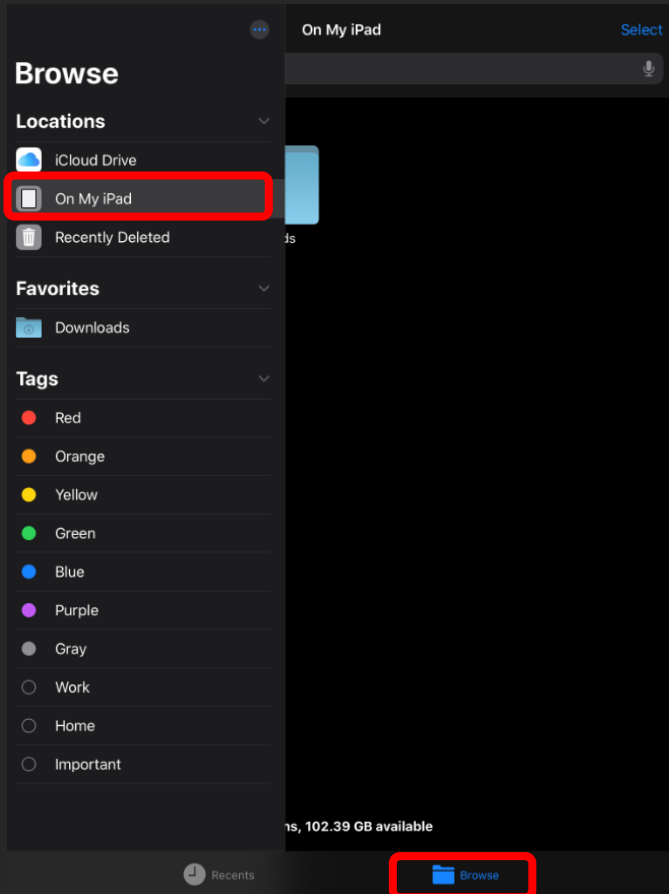 On My iPad
Select
Browse
Locations
iCloud Drive
On My iPad
Recently Deleted
Favorites
Downloads
Tags
Red
Orange
Yellow
Green
Blue
Purple
Gray
Work
Home
Important
102.39 GB available
Recents
Browse